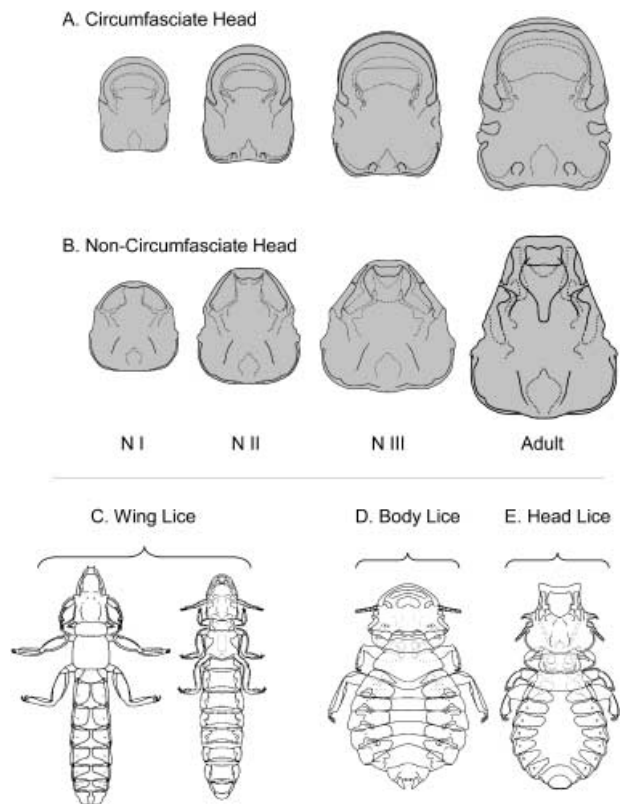 A. Circumfasciate Head
B. Non-Circumfasciate Head
N I N II N III Adult
C. Wing Lice D. Body Lice E. Head Lice